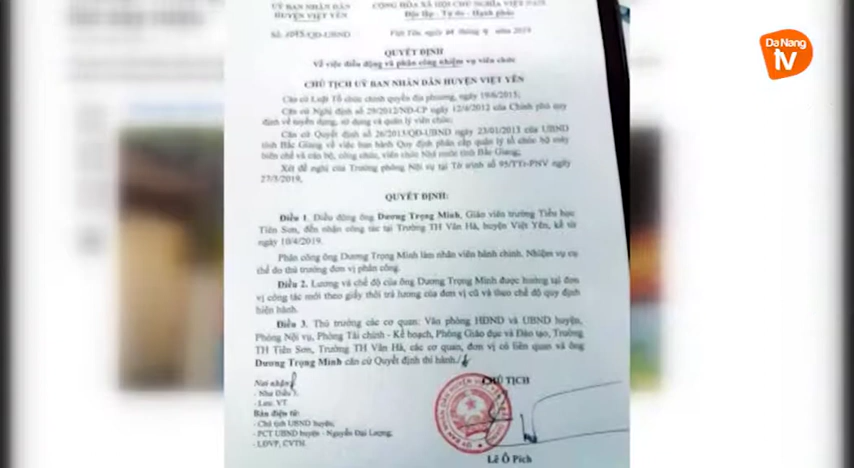 ỦY BAN NHÂN DÂN
HUYỆN VIỆT YÊN
CỘNG HÒA XÃ HỘI CHỦ NGHĨA VIỆT NAM
Độc lập - Tự do - Hạnh phúc
QĐ-UBND
QUYẾT ĐỊNH
Về việc điều động và phân công nhiệm vụ viên chức
CHỦ TỊCH UỶ BAN NHÂN DÂN HUYỆN VIỆT YÊN
Căn cứ Luật Tổ chức chính quyền địa phương, ngày 19/6/2015;
Căn cứ Nghị định số 29/2012/NĐ-CP ngày 12/4/2012 của Chính phủ quy
định về tuyển dụng, sử dụng và quản lý viên chức;
Căn cứ Quyết định số 26/2013/QĐ-UBND ngày 23/01/2013 của UBND
tỉnh Bắc Giang về việc ban hành Quy định phân cấp quản lý tổ chức bộ máy
biên chế và cán bộ, công chức, viên chức Nhà nước tỉnh Bắc Giang;
Xét đề nghị của Trưởng phòng Nội vụ tại Tờ trình số 95/TTr-PNV ngày
27/3/2019,
QUYẾT ĐỊNH:
Điều 1. Điều động ông Dương Trọng Minh, Giáo viên trường Tiểu học
Tiên Sơn, đến nhận công tác tại Trường TH Vân Hà, huyện Việt Yên, kể từ
ngày 10/4/2019.
Phân công ông Dương Trọng Minh làm nhân viên hành chính. Nhiệm vụ cụ
thể do thủ trưởng đơn vị phân công.
Điều 2. Lương và chế độ của ông Dương Trọng Minh được hưởng tại đơn
vị công tác mới theo giấy thôi trả lương của đơn vị cũ và theo chế độ quy định
hiện hành.
Điều 3. Thủ trưởng các cơ quan: Văn phòng HĐND và UBND huyện,
Phòng Nội vụ, Phòng Tài chính - Kế hoạch, Phòng Giáo dục và Đào tạo, Trường
TH Tiên Sơn, Trường TH Vân Hà, các cơ quan, đơn vị có liên quan và ông
Dương Trọng Minh căn cứ Quyết định thi hành./.
Nơi nhận:
- Như Điều 3;
- Lưu: VT.
Bản điện tử:
- Chủ tịch UBND huyện;
- PCT UBND huyện - Nguyễn Đại Lượng;
- LĐVP, CVTH.
CHỦ TỊCH
Lê Ô Pích
Da Nang
tv